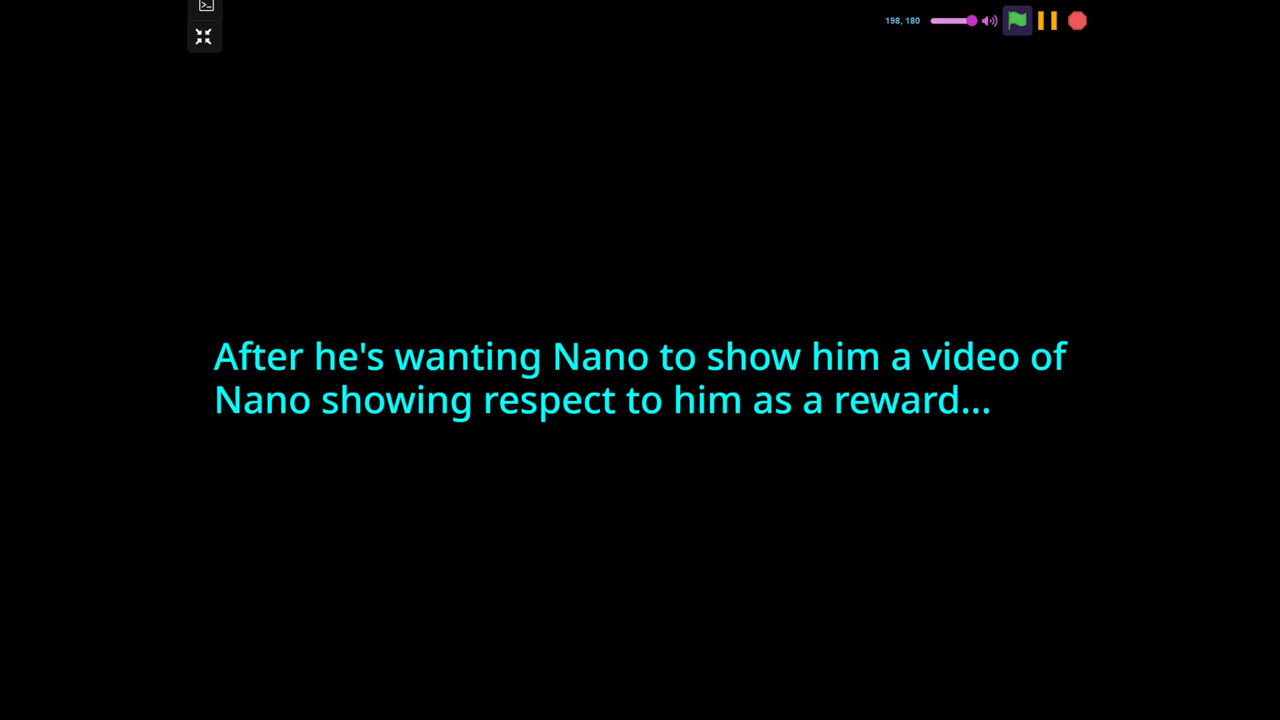 198, 180
After he's wanting Nano to show him a video of
Nano showing respect to him as a reward...